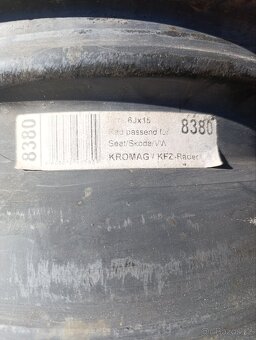 8380
6Jx15
Rad passend für
Seat/Skoda/VW
KROMAG / KFZ-Räder
8380